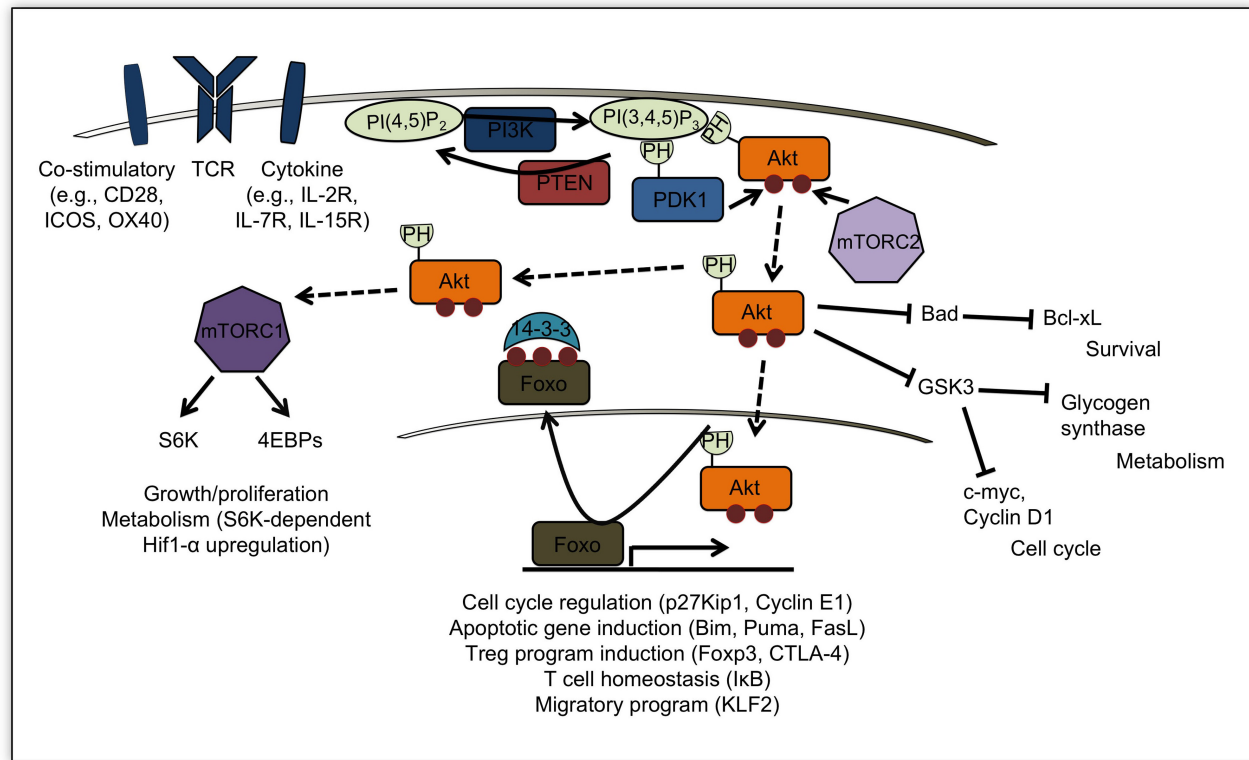 PI(4,5)P2
PI3K
PI(3,4,5)P3
PH
Akt
PH
PTEN
PDK1
mTORC2
Co-stimulatory
(e.g., CD28,
ICOS, OX40)
TCR
Cytokine
(e.g., IL-2R,
IL-7R, IL-15R)
PH
Akt
PH
Akt
mTORC1
14-3-3
Foxo
Bad
Bcl-xL
Survival
GSK3
Glycogen
synthase
Metabolism
c-myc,
Cyclin D1
Cell cycle
S6K
4EBPs
Growth/proliferation
Metabolism (S6K-dependent
Hif1-α upregulation)
PH
Akt
Foxo
Cell cycle regulation (p27Kip1, Cyclin E1)
Apoptotic gene induction (Bim, Puma, FasL)
Treg program induction (Foxp3, CTLA-4)
T cell homeostasis (IκB)
Migratory program (KLF2)